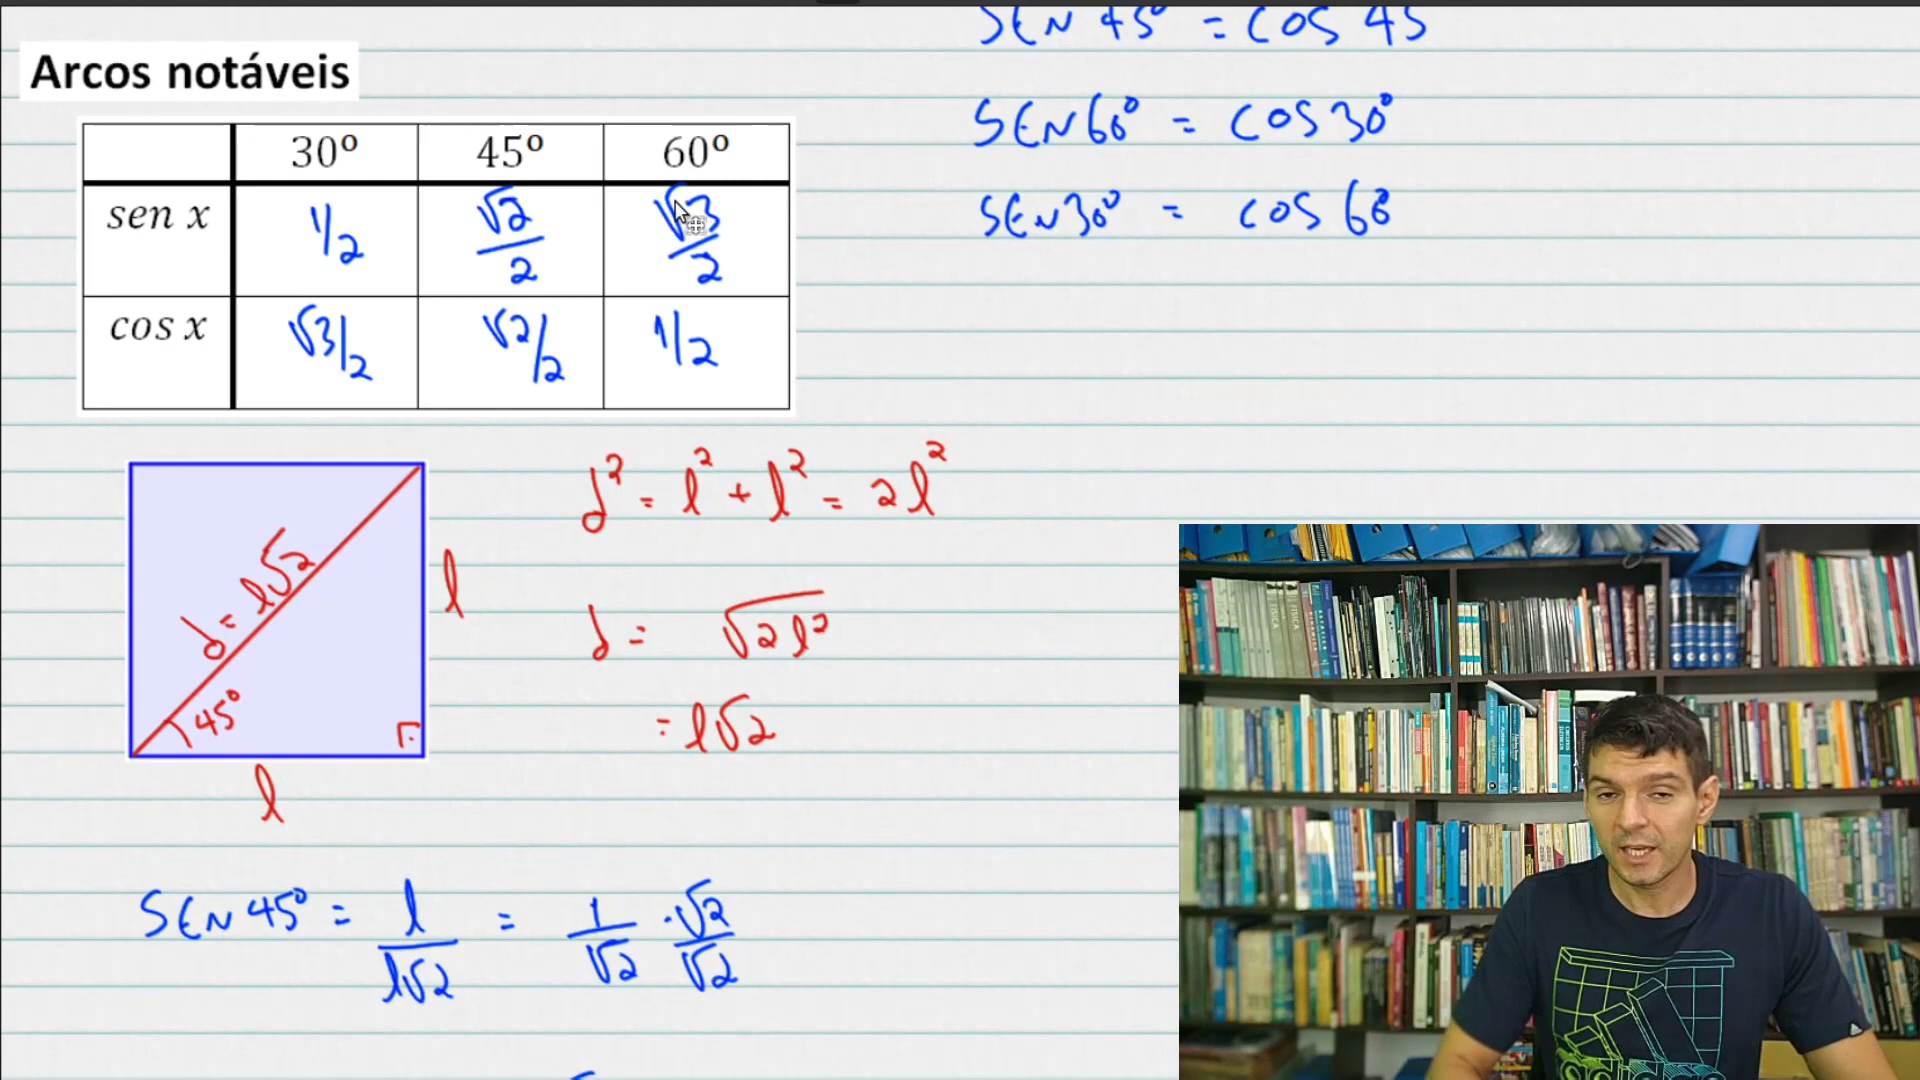 SEN 45° = COS 45
Arcos notáveis
SEN 60° = COS 30°
30° 45° 60°
sen x 1/2 √2/2 √3/2
SEN 30° = COS 60
cos x √3/2 √2/2 1/2
d² = l² + l² = 2l²
d = l√2
l
d = √2l²
45°
= l√2
l
SEN 45° = l/l√2 = 1/√2 · √2/√2